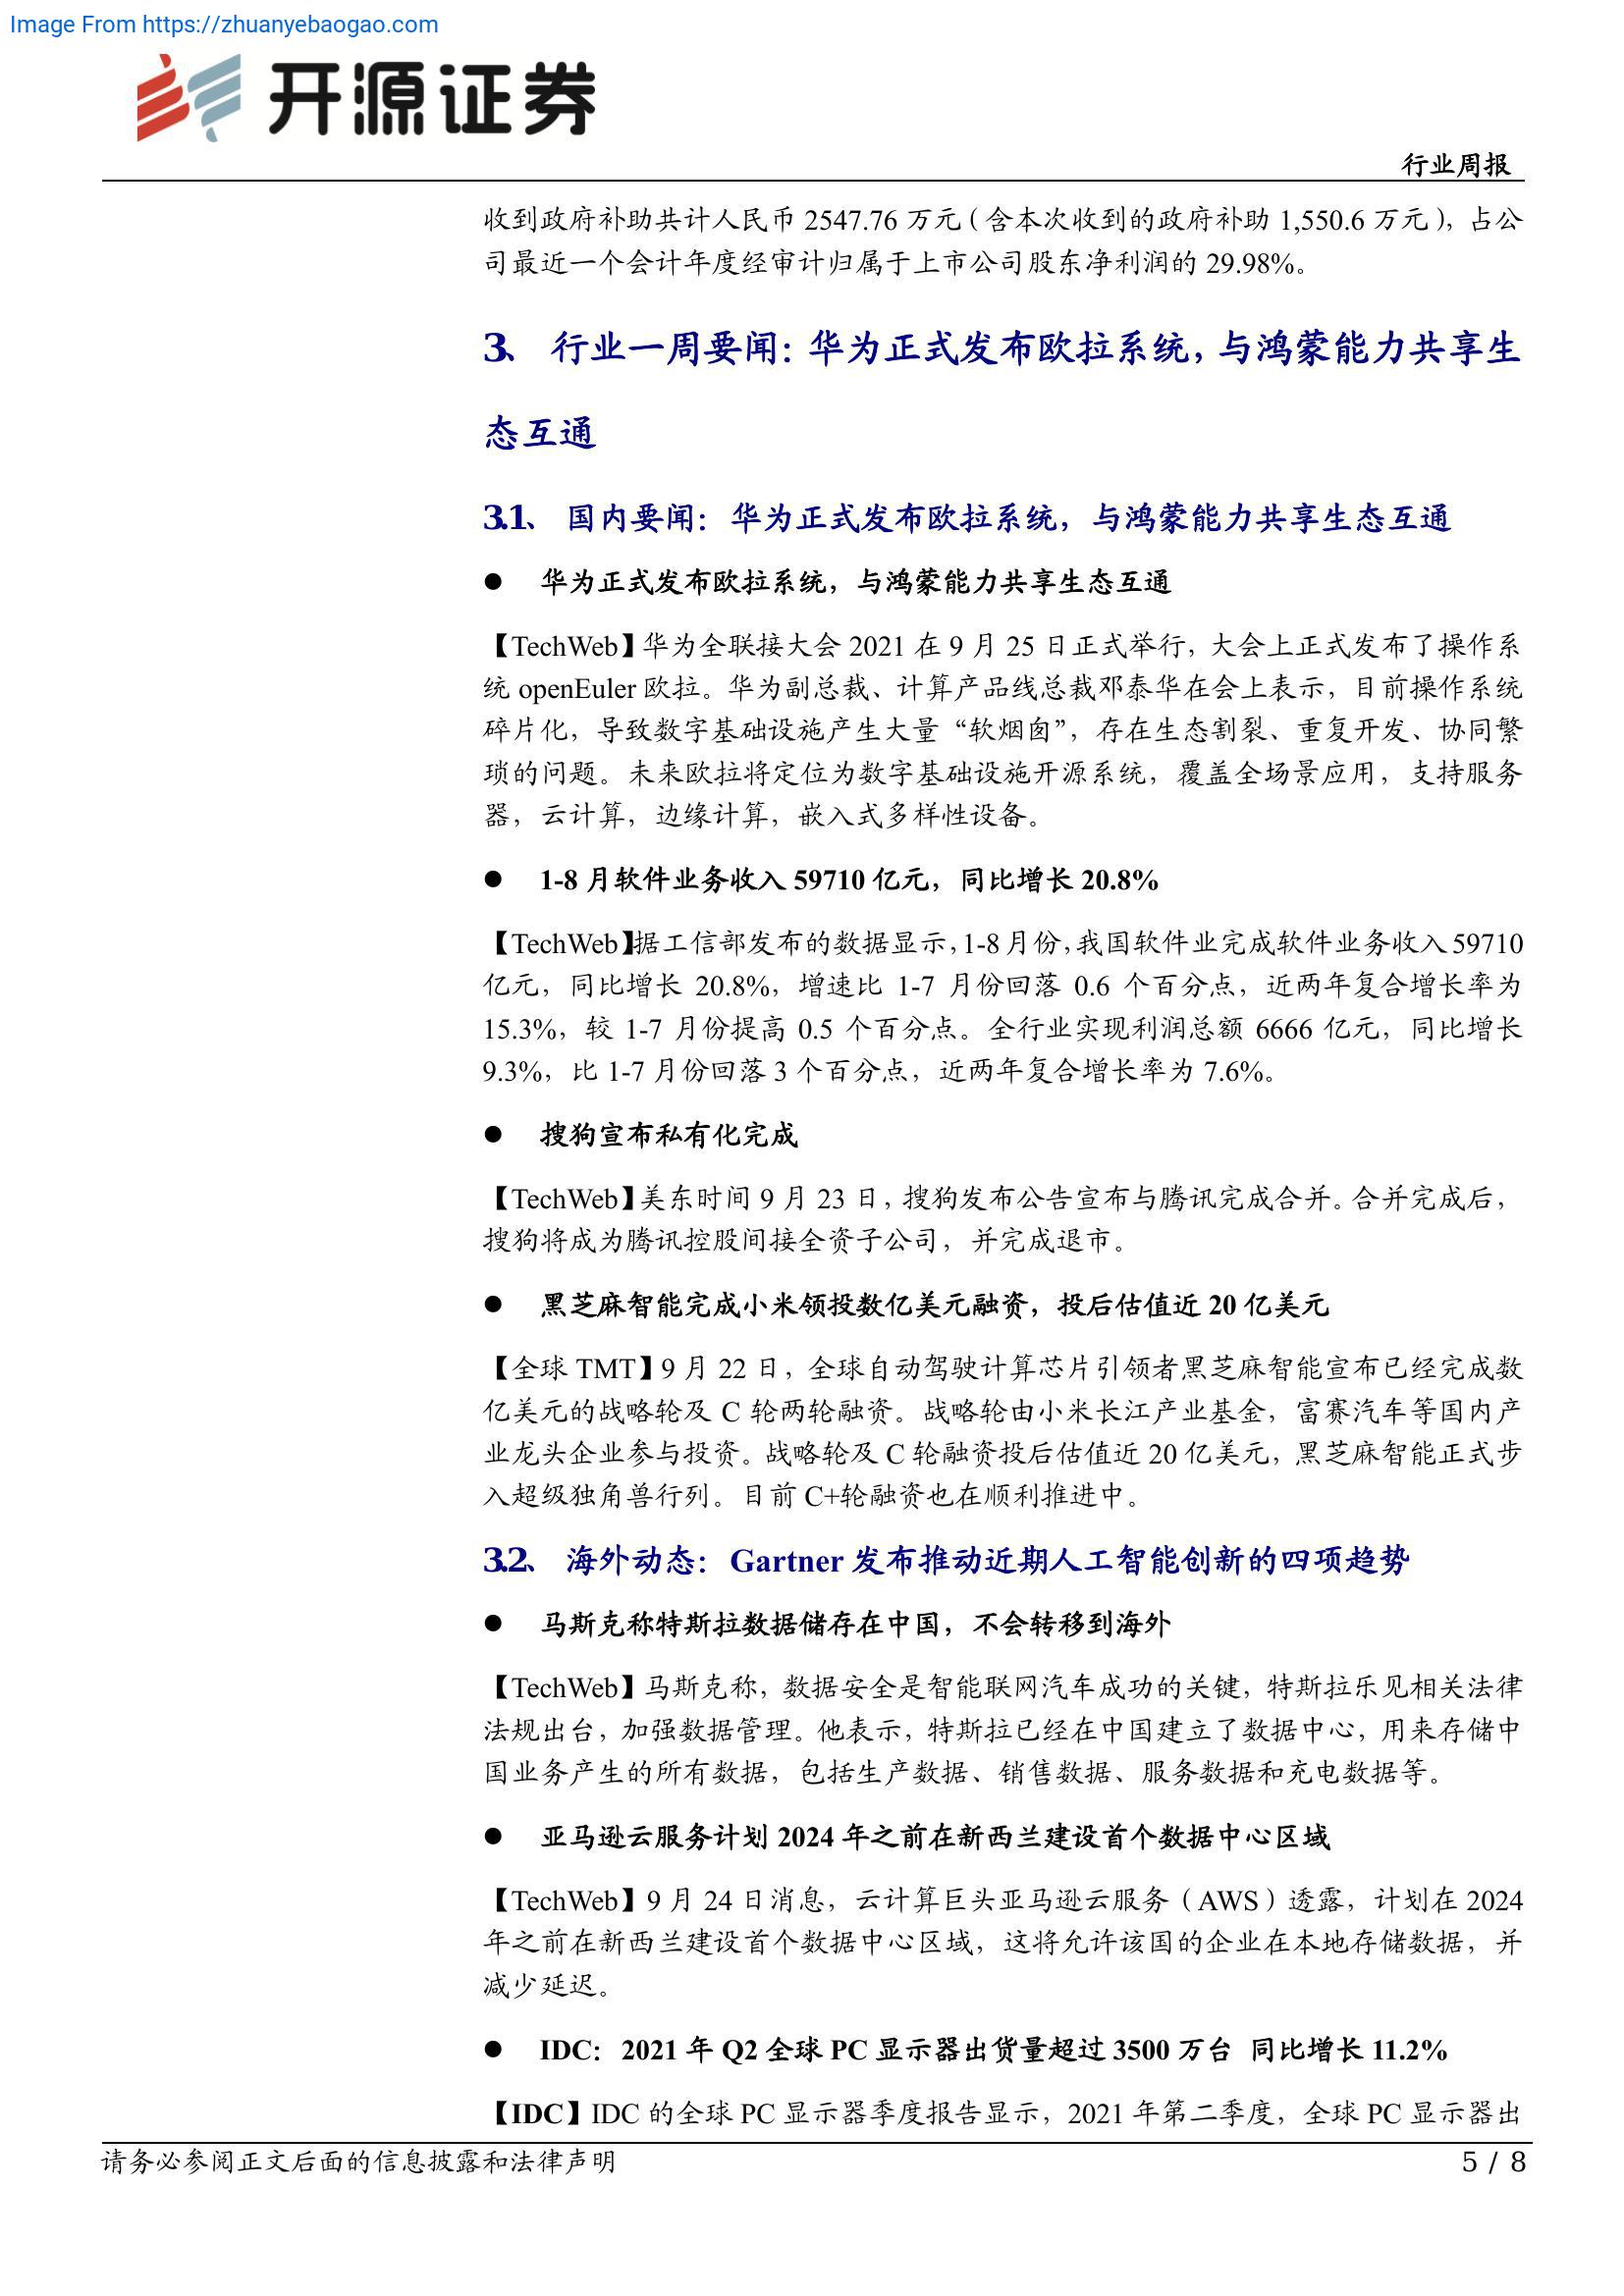 Image From https://zhuanyebaogao.com
开源证券
行业周报
收到政府补助共计人民币 2547.76 万元（含本次收到的政府补助 1,550.6 万元），占公
司最近一个会计年度经审计归属于上市公司股东净利润的 29.98%。
3、 行业一周要闻：华为正式发布欧拉系统，与鸿蒙能力共享生
态互通
3.1、 国内要闻：华为正式发布欧拉系统，与鸿蒙能力共享生态互通
● 华为正式发布欧拉系统，与鸿蒙能力共享生态互通
【TechWeb】华为全联接大会 2021 在 9 月 25 日正式举行，大会上正式发布了操作系
统 openEuler 欧拉。华为副总裁、计算产品线总裁邓泰华在会上表示，目前操作系统
碎片化，导致数字基础设施产生大量“软烟囱”，存在生态割裂、重复开发、协同繁
琐的问题。未来欧拉将定位为数字基础设施开源系统，覆盖全场景应用，支持服务
器，云计算，边缘计算，嵌入式多样性设备。
● 1-8 月软件业务收入 59710 亿元，同比增长 20.8%
【TechWeb】据工信部发布的数据显示，1-8 月份，我国软件业完成软件业务收入 59710
亿元，同比增长 20.8%，增速比 1-7 月份回落 0.6 个百分点，近两年复合增长率为
15.3%，较 1-7 月份提高 0.5 个百分点。全行业实现利润总额 6666 亿元，同比增长
9.3%，比 1-7 月份回落 3 个百分点，近两年复合增长率为 7.6%。
● 搜狗宣布私有化完成
【TechWeb】美东时间 9 月 23 日，搜狗发布公告宣布与腾讯完成合并。合并完成后，
搜狗将成为腾讯控股间接全资子公司，并完成退市。
● 黑芝麻智能完成小米领投数亿美元融资，投后估值近 20 亿美元
【全球 TMT】9 月 22 日，全球自动驾驶计算芯片引领者黑芝麻智能宣布已经完成数
亿美元的战略轮及 C 轮两轮融资。战略轮由小米长江产业基金，富赛汽车等国内产
业龙头企业参与投资。战略轮及 C 轮融资投后估值近 20 亿美元，黑芝麻智能正式步
入超级独角兽行列。目前 C+轮融资也在顺利推进中。
3.2、 海外动态：Gartner 发布推动近期人工智能创新的四项趋势
● 马斯克称特斯拉数据储存在中国，不会转移到海外
【TechWeb】马斯克称，数据安全是智能联网汽车成功的关键，特斯拉乐见相关法律
法规出台，加强数据管理。他表示，特斯拉已经在中国建立了数据中心，用来存储中
国业务产生的所有数据，包括生产数据、销售数据、服务数据和充电数据等。
● 亚马逊云服务计划 2024 年之前在新西兰建设首个数据中心区域
【TechWeb】9 月 24 日消息，云计算巨头亚马逊云服务（AWS）透露，计划在 2024
年之前在新西兰建设首个数据中心区域，这将允许该国的企业在本地存储数据，并
减少延迟。
● IDC：2021 年 Q2 全球 PC 显示器出货量超过 3500 万台 同比增长 11.2%
【IDC】IDC 的全球 PC 显示器季度报告显示，2021 年第二季度，全球 PC 显示器出
请务必参阅正文后面的信息披露和法律声明
5 / 8